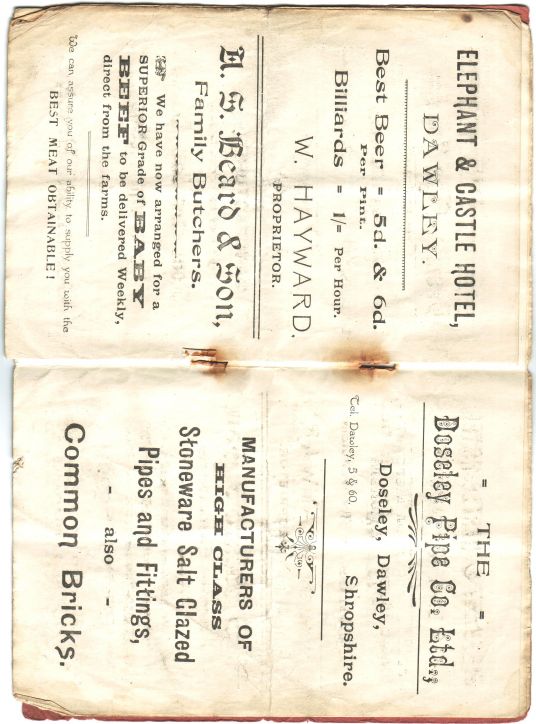 ELEPHANT & CASTLE HOTEL,
DAWLEY.
Best Beer = 5d. & 6d.
Per Pint.
Billiards = 1/= Per Hour.
W. HAYWARD.
PROPRIETOR.
A. S. Beard & Son,
Family Butchers.
We have now arranged for a
SUPERIOR Grade of BABY
BEEF to be delivered Weekly,
direct from the farms.
We can assure you of our ability to supply you with the
BEST MEAT OBTAINABLE!
= THE =
Doseley Pipe Co. Ltd.,
Doseley, Dawley,
Shropshire.
Tel. Dawley, 5 & 60.
MANUFACTURERS OF
HIGH CLASS
Stoneware Salt Glazed
Pipes and Fittings,
- also -
Common Bricks.